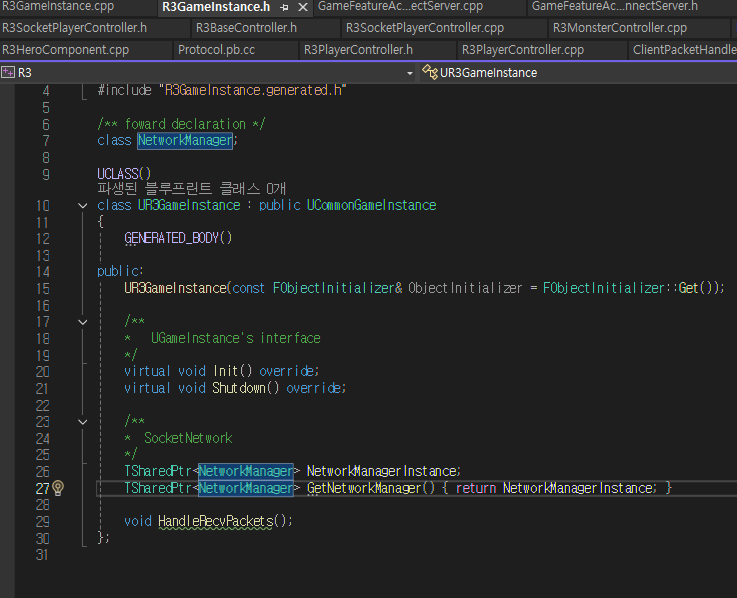 R3GameInstance.cpp R3GameInstance.h GameFeatureAc...ectServer.cpp GameFeatureAc...nnectServer.h
R3SocketPlayerController.h R3BaseController.h R3SocketPlayerController.cpp R3MonsterController.cpp
R3HeroComponent.cpp Protocol.pb.cc R3PlayerController.h R3PlayerController.cpp ClientPacketHandle
R3 UR3GameInstance
4 #include "R3GameInstance.generated.h"
5
6 /** foward declaration */
7 class NetworkManager;
8
9 UCLASS()
파생된 블루프린트 클래스 0개
10 class UR3GameInstance : public UCommonGameInstance
11 {
12 GENERATED_BODY()
13
14 public:
15 UR3GameInstance(const FObjectInitializer& ObjectInitializer = FObjectInitializer::Get());
16
17 /**
18 * UGameInstance's interface
19 */
20 virtual void Init() override;
21 virtual void Shutdown() override;
22
23 /**
24 * SocketNetwork
25 */
26 TSharedPtr<NetworkManager> NetworkManagerInstance;
27 TSharedPtr<NetworkManager> GetNetworkManager() { return NetworkManagerInstance; }
28
29 void HandleRecvPackets();
30 };
31